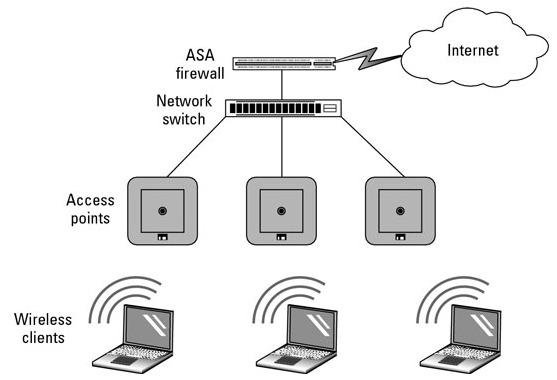 ASA
firewall
Internet
Network
switch
Access
points
Wireless
clients